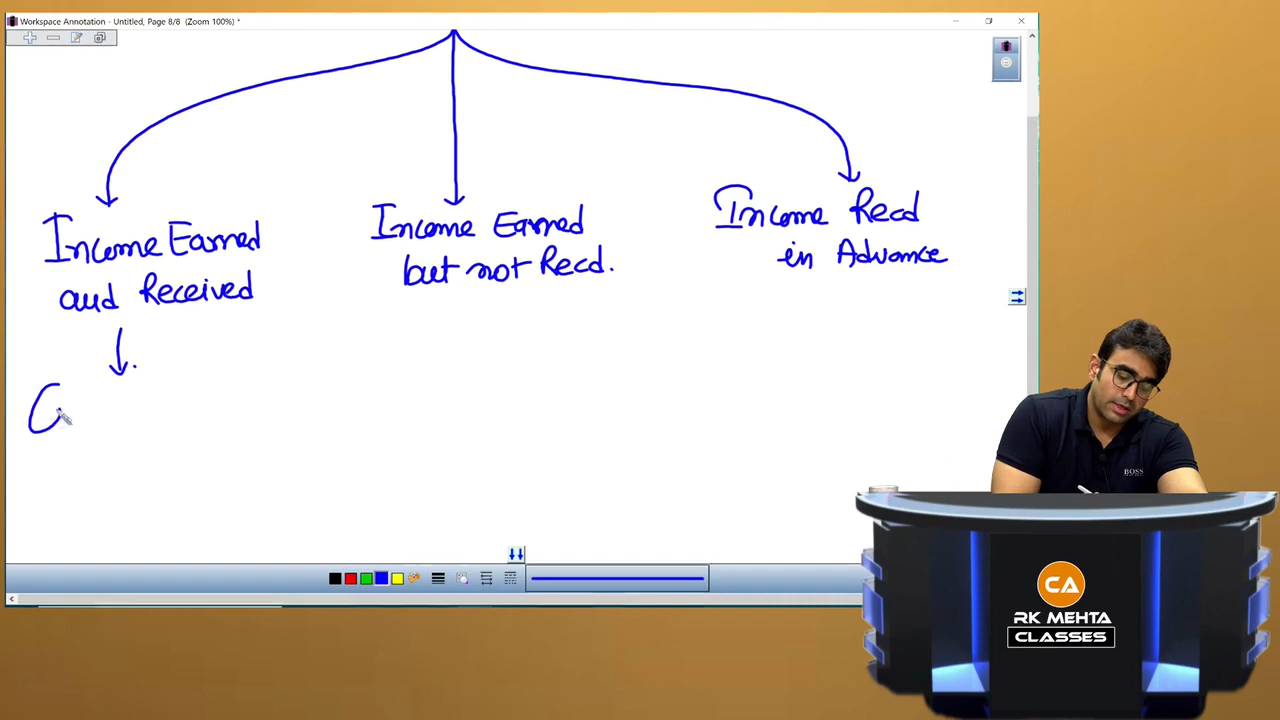 Workspace Annotation - Untitled, Page 8/8 (Zoom 100%) *
Income Earned
and Received
Income Earned
but not Recd.
Income Recd
in Advance
C
BOSS
CA
RK MEHTA
CLASSES